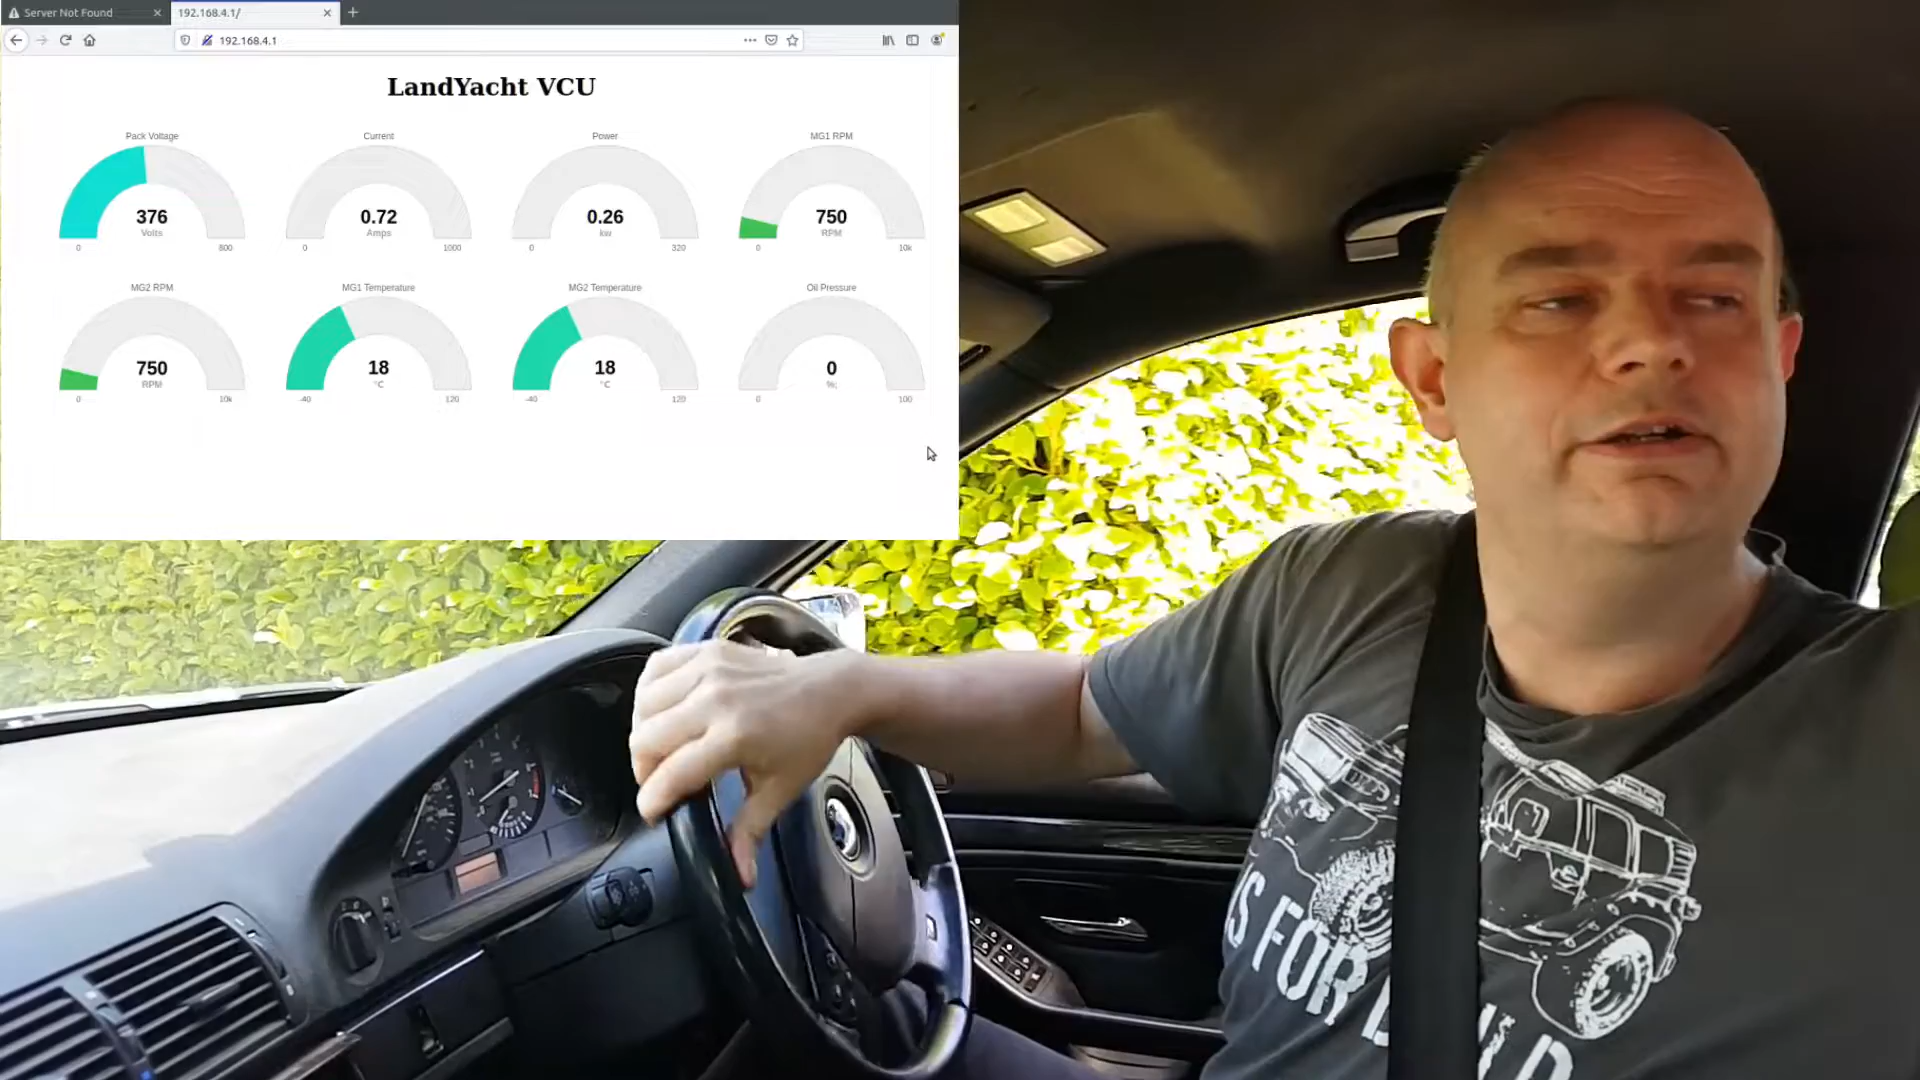 Server Not Found
192.168.4.1/
192.168.4.1
LandYacht VCU
Pack Voltage
376
Volts
0
800
Current
0.72
Amps
0
1000
Power
0.26
kw
0
320
MG1 RPM
750
RPM
0
10k
MG2 RPM
750
RPM
0
10k
MG1 Temperature
18
°C
-40
120
MG2 Temperature
18
°C
-40
120
Oil Pressure
0
%;
0
100
IS FOR